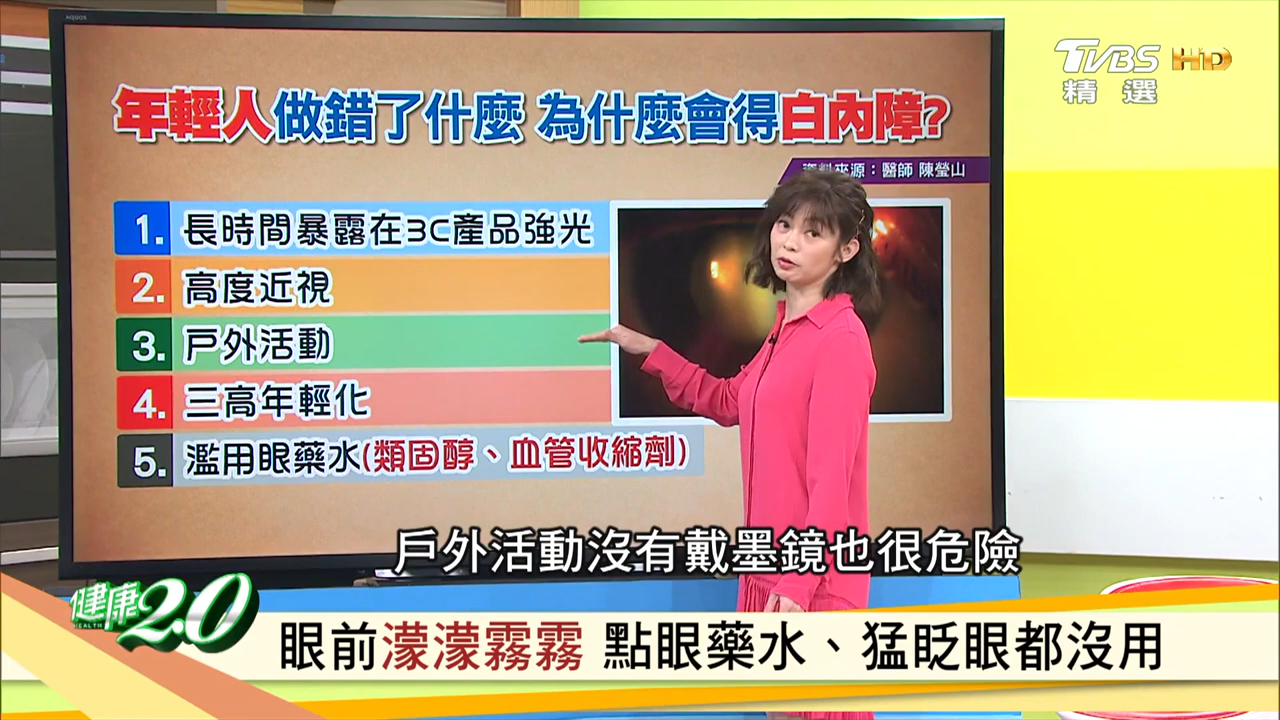 AQUOS
TVBS HD
精選
年輕人做錯了什麼 為什麼會得白內障?
資料來源：醫師 陳瑩山
1. 長時間暴露在3C產品強光
2. 高度近視
3. 戶外活動
4. 三高年輕化
5. 濫用眼藥水(類固醇、血管收縮劑)
戶外活動沒有戴墨鏡也很危險
健康2.0
HEALTH
眼前濛濛霧霧 點眼藥水、猛眨眼都沒用